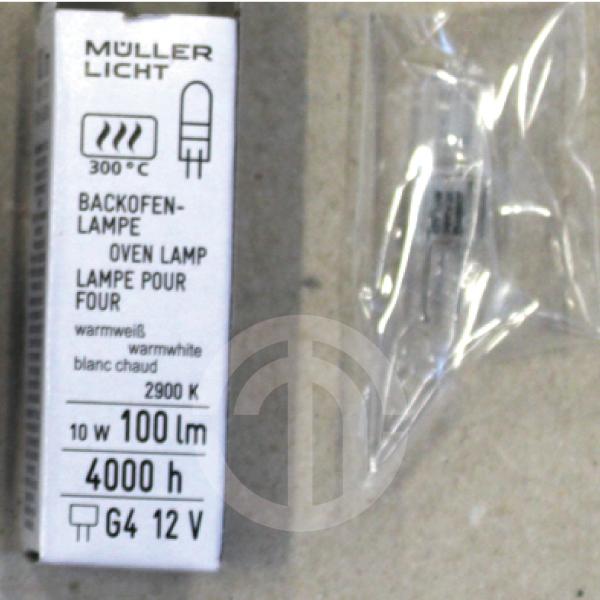 MÜLLER
LICHT
300°C
BACKOFEN-
LAMPE
OVEN LAMP
LAMPE POUR
FOUR
warmweiß
warmwhite
blanc chaud
2900 K
10 W 100 lm
4000 h
G4 12 V